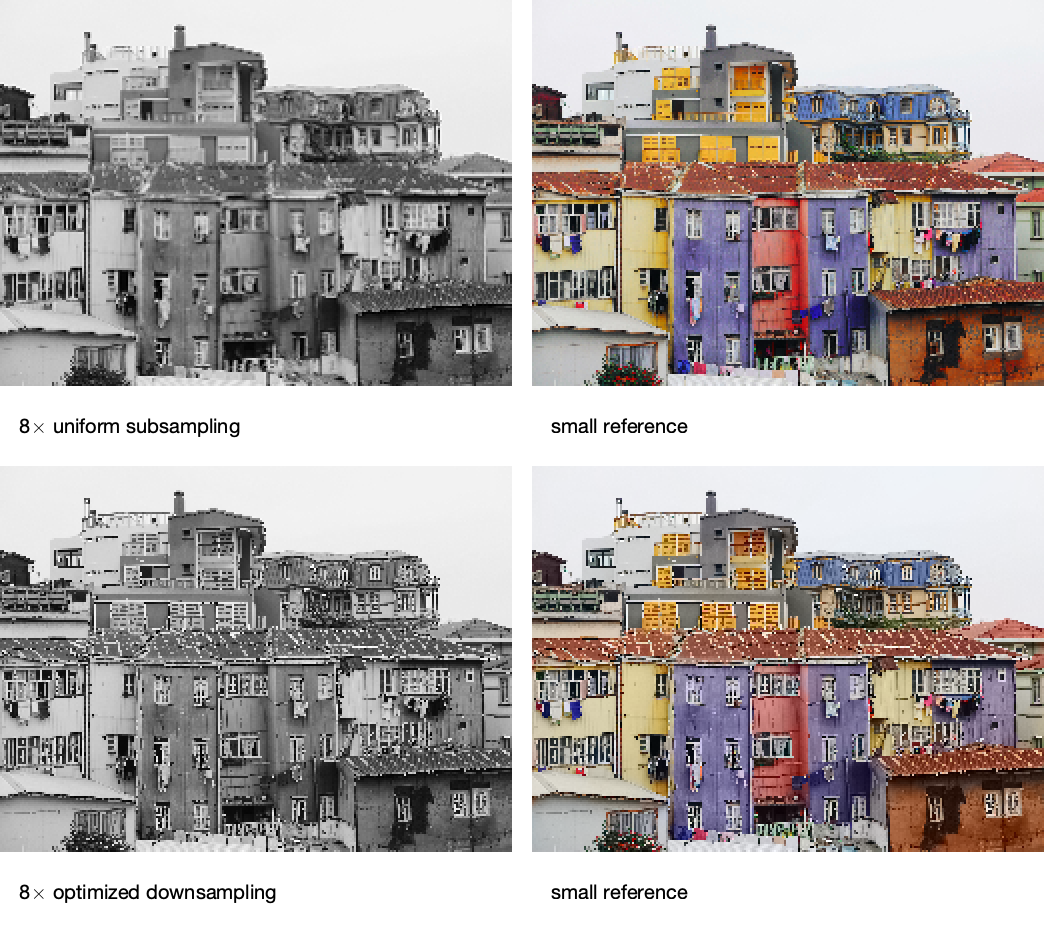 8× uniform subsampling
small reference
8× optimized downsampling
small reference